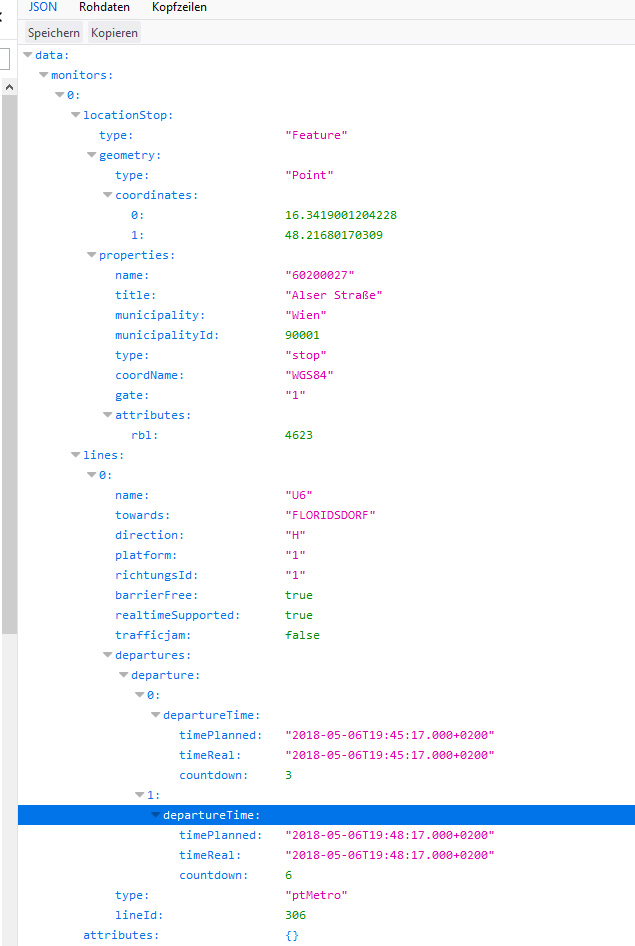 JSON Rohdaten Kopfzeilen
Speichern Kopieren
data:
monitors:
0:
locationStop:
type: "Feature"
geometry:
type: "Point"
coordinates:
0: 16.3419001204228
1: 48.21680170309
properties:
name: "60200027"
title: "Alser Straße"
municipality: "Wien"
municipalityId: 90001
type: "stop"
coordName: "WGS84"
gate: "1"
attributes:
rbl: 4623
lines:
0:
name: "U6"
towards: "FLORIDSDORF"
direction: "H"
platform: "1"
richtungsId: "1"
barrierFree: true
realtimeSupported: true
trafficjam: false
departures:
departure:
0:
departureTime:
timePlanned: "2018-05-06T19:45:17.000+0200"
timeReal: "2018-05-06T19:45:17.000+0200"
countdown: 3
1:
departureTime:
timePlanned: "2018-05-06T19:48:17.000+0200"
timeReal: "2018-05-06T19:48:17.000+0200"
countdown: 6
type: "ptMetro"
lineId: 306
attributes: {}